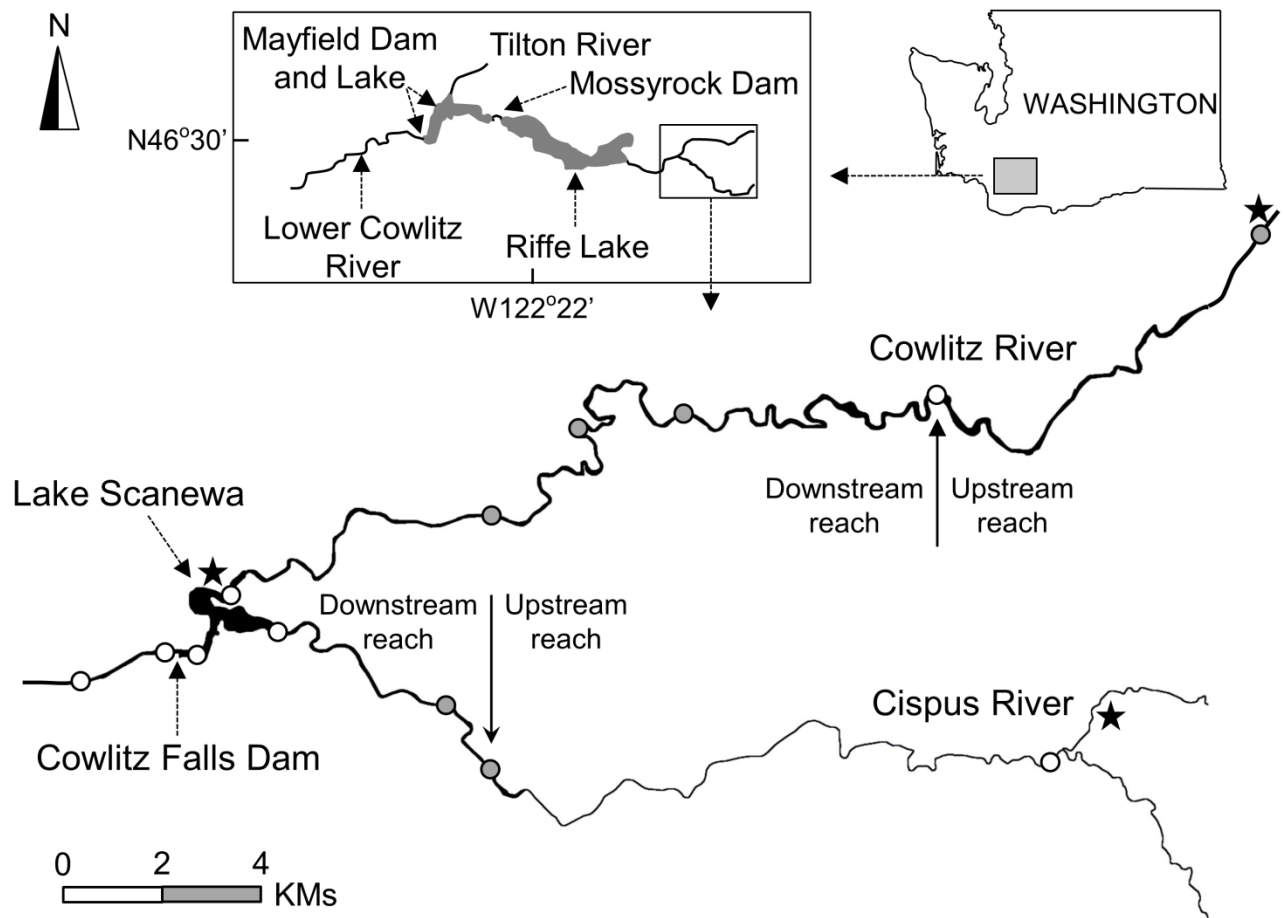 N
Mayfield Dam
and Lake
Tilton River
Mossyrock Dam
N46°30’
Lower Cowlitz
River
Riffe Lake
W122°22’
WASHINGTON
Cowlitz River
Downstream
reach
Upstream
reach
Lake Scanewa
Downstream
reach
Upstream
reach
Cispus River
Cowlitz Falls Dam
0 2 4
KMs